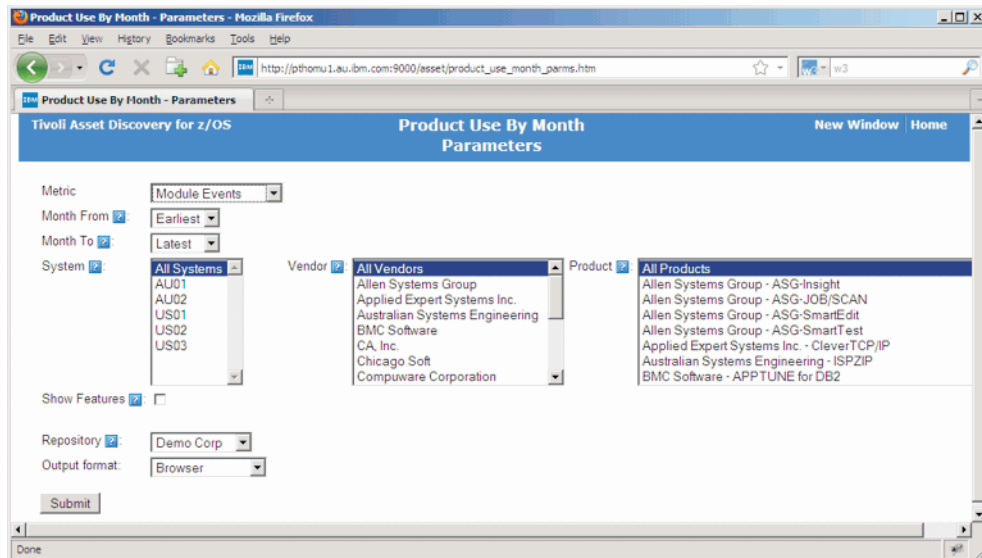 Product Use By Month - Parameters - Mozilla Firefox
File Edit View History Bookmarks Tools Help
IBM http://pthomu1.au.ibm.com:9000/asset/product_use_month_parms.htm w3
IBM Product Use By Month - Parameters
Tivoli Asset Discovery for z/OS
Product Use By Month
Parameters
New Window Home
Metric Module Events
Month From ?: Earliest
Month To ?: Latest
System ?:
All Systems
AU01
AU02
US01
US02
US03
Vendor ?:
All Vendors
Allen Systems Group
Applied Expert Systems Inc.
Australian Systems Engineering
BMC Software
CA, Inc.
Chicago Soft
Compuware Corporation
Product ?:
All Products
Allen Systems Group - ASG-Insight
Allen Systems Group - ASG-JOB/SCAN
Allen Systems Group - ASG-SmartEdit
Allen Systems Group - ASG-SmartTest
Applied Expert Systems Inc. - CleverTCP/IP
Australian Systems Engineering - ISPZIP
BMC Software - APPTUNE for DB2
Show Features ?:
Repository ?: Demo Corp
Output format: Browser
Submit
Done